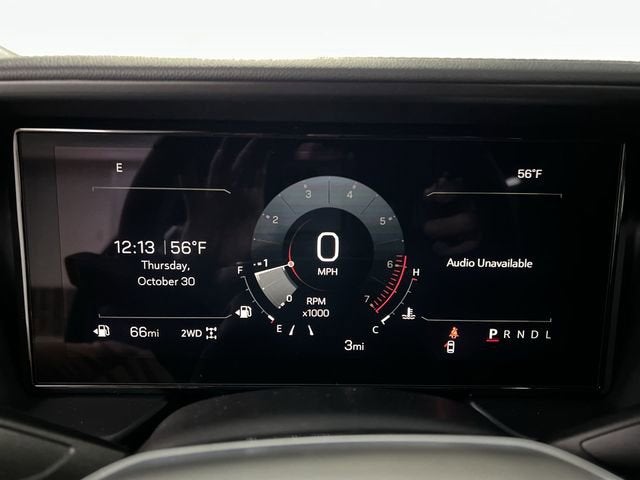 E
56°F
12:13 | 56°F
Thursday,
October 30
66mi
2WD
0
MPH
0
1
2
3
4
5
6
7
RPM
x1000
F
E
H
C
3mi
Audio Unavailable
P R N D L